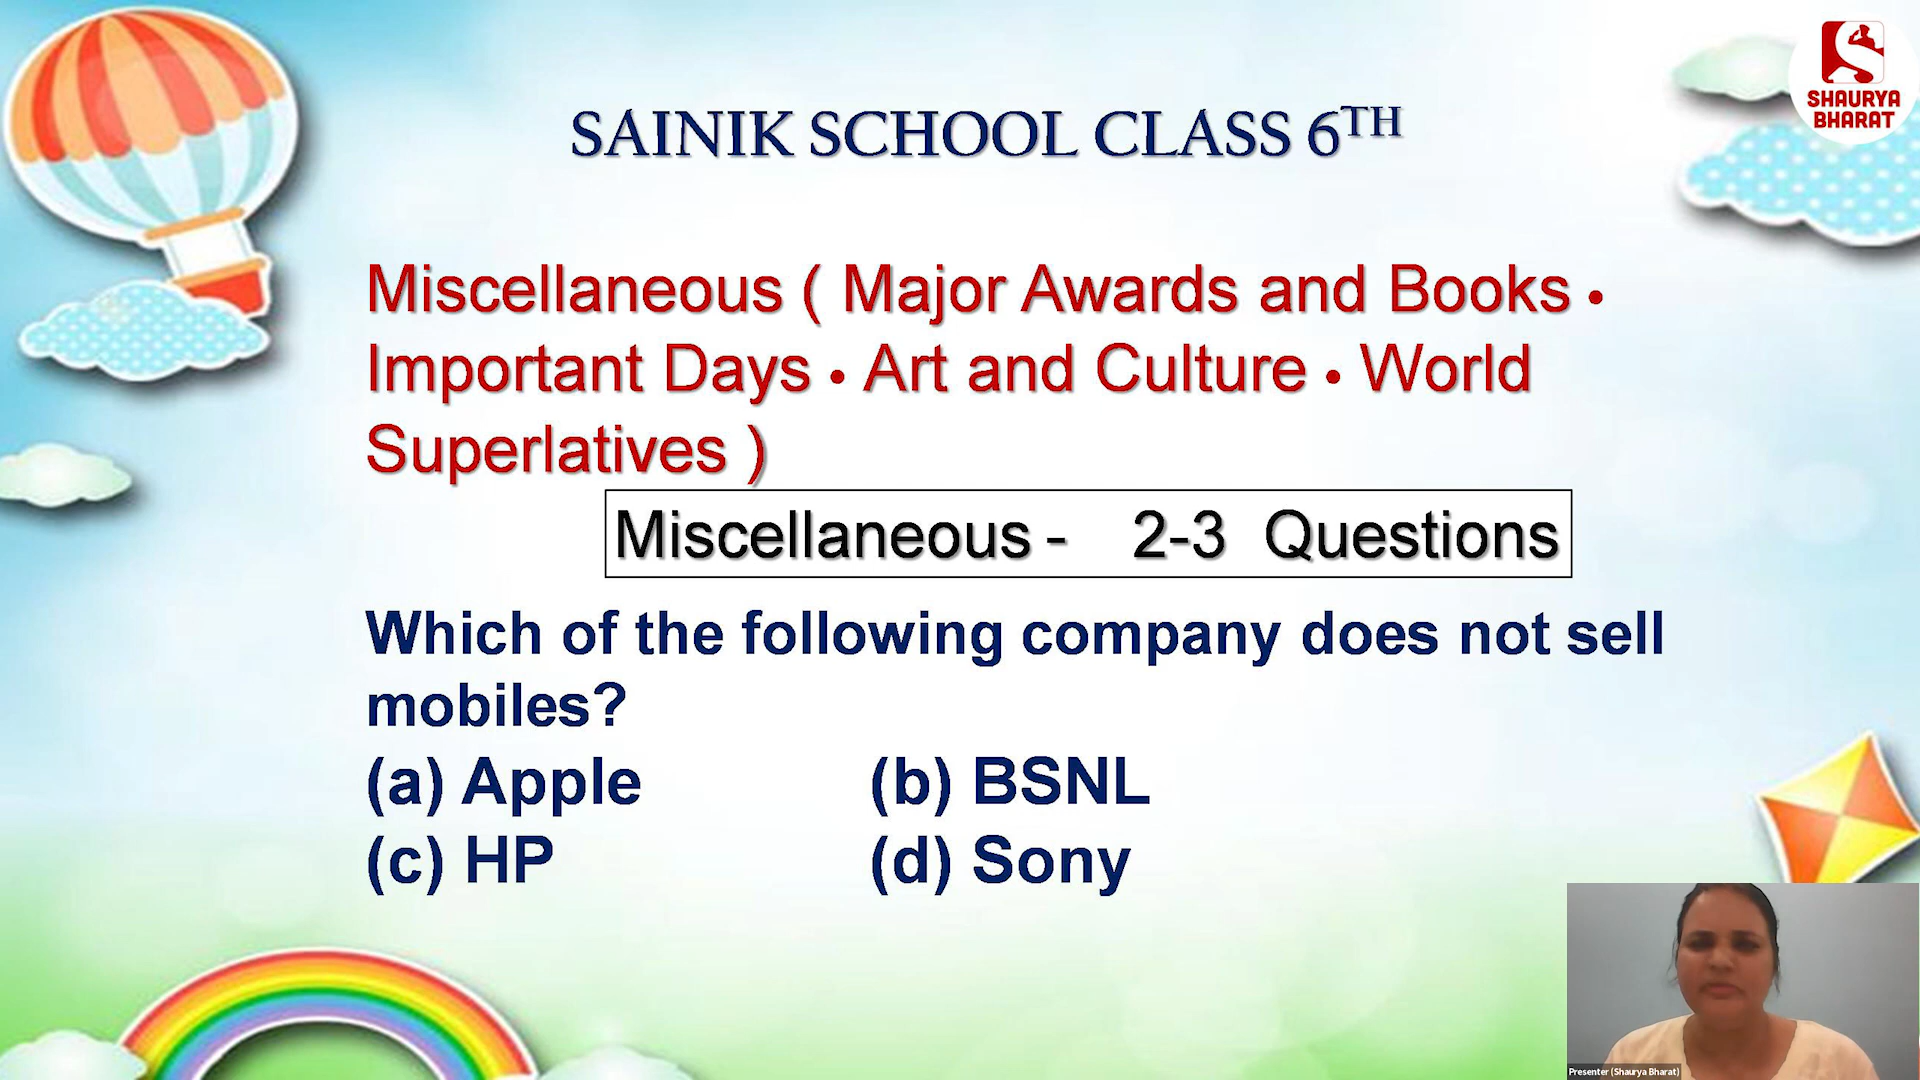 SHAURYA
BHARAT
SAINIK SCHOOL CLASS 6TH
Miscellaneous ( Major Awards and Books •
Important Days • Art and Culture • World
Superlatives )
Miscellaneous - 2-3 Questions
Which of the following company does not sell
mobiles?
(a) Apple (b) BSNL
(c) HP (d) Sony
Presenter (Shaurya Bharat)